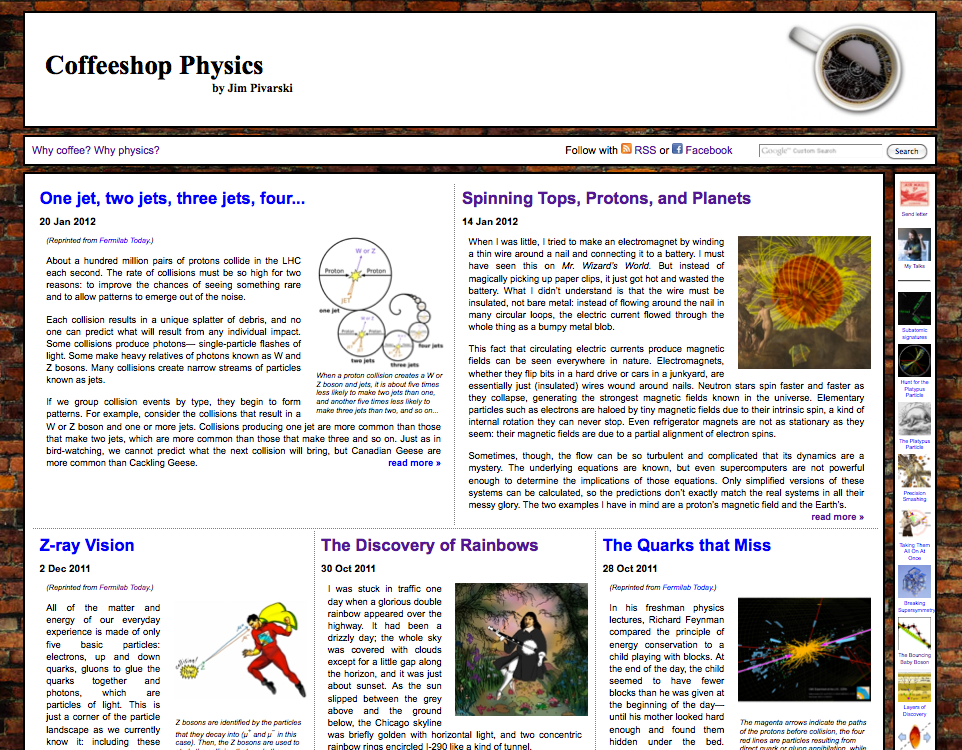 Coffeeshop Physics
by Jim Pivarski
Why coffee? Why physics?
Follow with RSS or Facebook
Google™ Custom Search
Search
One jet, two jets, three jets, four...
20 Jan 2012
(Reprinted from Fermilab Today.)
About a hundred million pairs of protons collide in the LHC
each second. The rate of collisions must be so high for two
reasons: to improve the chances of seeing something rare
and to allow patterns to emerge out of the noise.
Each collision results in a unique splatter of debris, and no
one can predict what will result from any individual impact.
Some collisions produce photons— single-particle flashes of
light. Some make heavy relatives of photons known as W and
Z bosons. Many collisions create narrow streams of particles
known as jets.
If we group collision events by type, they begin to form
patterns. For example, consider the collisions that result in a
W or Z boson and one or more jets. Collisions producing one jet are more common than those
that make two jets, which are more common than those that make three and so on. Just as in
bird-watching, we cannot predict what the next collision will bring, but Canadian Geese are
more common than Cackling Geese.
read more »
W or Z
Proton
Proton
JET
one jet
two jets
three jets
four jets
When a proton collision creates a W or
Z boson and jets, it is about five times
less likely to make two jets than one,
and another five times less likely to
make three jets than two, and so on...
Spinning Tops, Protons, and Planets
14 Jan 2012
When I was little, I tried to make an electromagnet by winding
a thin wire around a nail and connecting it to a battery. I must
have seen this on Mr. Wizard's World. But instead of
magically picking up paper clips, it just got hot and wasted the
battery. What I didn't understand is that the wire must be
insulated, not bare metal: instead of flowing around the nail in
many circular loops, the electric current flowed through the
whole thing as a bumpy metal blob.
This fact that circulating electric currents produce magnetic
fields can be seen everywhere in nature. Electromagnets,
whether they flip bits in a hard drive or cars in a junkyard, are
essentially just (insulated) wires wound around nails. Neutron stars spin faster and faster as
they collapse, generating the strongest magnetic fields known in the universe. Elementary
particles such as electrons are haloed by tiny magnetic fields due to their intrinsic spin, a kind of
internal rotation they can never stop. Even refrigerator magnets are not as stationary as they
seem: their magnetic fields are due to a partial alignment of electron spins.
Sometimes, though, the flow can be so turbulent and complicated that its dynamics are a
mystery. The underlying equations are known, but even supercomputers are not powerful
enough to determine the implications of those equations. Only simplified versions of these
systems can be calculated, so the predictions don't exactly match the real systems in all their
messy glory. The two examples I have in mind are a proton's magnetic field and the Earth's.
read more »
Z-ray Vision
2 Dec 2011
(Reprinted from Fermilab Today.)
All of the matter and
energy of our everyday
experience is made of only
five basic particles:
electrons, up and down
quarks, gluons to glue the
quarks together and
photons, which are
particles of light. This is
just a corner of the particle
landscape as we currently
know it: including these
Z bosons are identified by the particles
that they decay into (μ+ and μ− in this
case). Then, the Z bosons are used to
The Discovery of Rainbows
30 Oct 2011
I was stuck in traffic one
day when a glorious double
rainbow appeared over the
highway. It had been a
drizzly day; the whole sky
was covered with clouds
except for a little gap along
the horizon, and it was just
about sunset. As the sun
slipped between the grey
above and the ground
below, the Chicago skyline
was briefly golden with horizontal light, and two concentric
rainbow rings encircled I-290 like a kind of tunnel.
The Quarks that Miss
28 Oct 2011
(Reprinted from Fermilab Today.)
In his freshman physics
lectures, Richard Feynman
compared the principle of
energy conservation to a
child playing with blocks. At
the end of the day, the child
seemed to have fewer
blocks than he was given at
the beginning of the day—
until his mother looked hard
enough and found them
hidden under the bed.
The magenta arrows indicate the paths
of the protons before collision, the four
red lines are particles resulting from
direct quark or gluon annihilation, while
Send letter
My Talks
Subatomic
signatures
Hunt for the
Platypus
Particle
The Platypus
Particle
Precision
Smashing
Taking Them
All On At
Once
Breaking
Supersymmetry
The Bouncing
Baby Boson
Layers of
Discovery